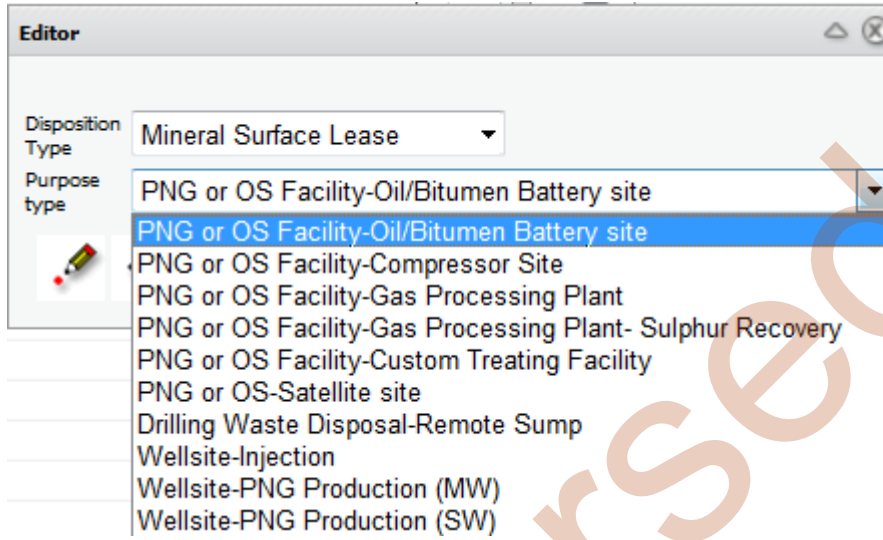 Editor
Disposition Type
Mineral Surface Lease
Purpose type
PNG or OS Facility-Oil/Bitumen Battery site
PNG or OS Facility-Oil/Bitumen Battery site
PNG or OS Facility-Compressor Site
PNG or OS Facility-Gas Processing Plant
PNG or OS Facility-Gas Processing Plant- Sulphur Recovery
PNG or OS Facility-Custom Treating Facility
PNG or OS-Satellite site
Drilling Waste Disposal-Remote Sump
Wellsite-Injection
Wellsite-PNG Production (MW)
Wellsite-PNG Production (SW)